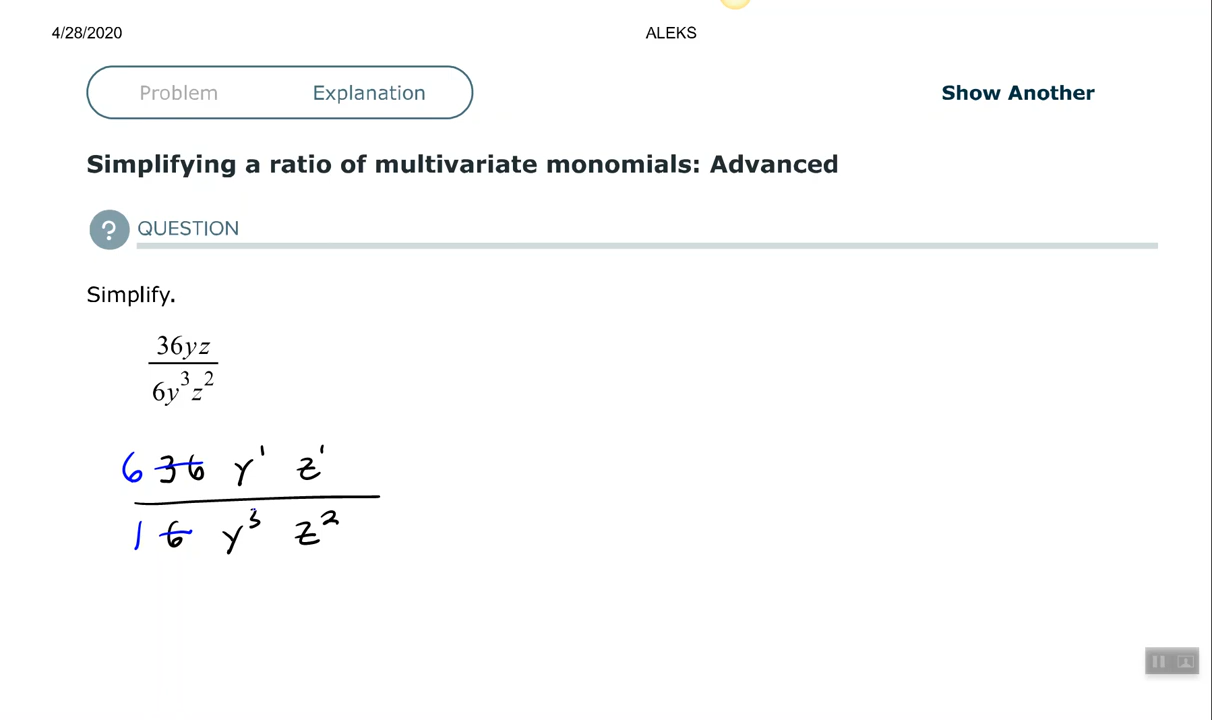 4/28/2020 ALEKS
Problem Explanation Show Another
Simplifying a ratio of multivariate monomials: Advanced
? QUESTION
Simplify.
36yz
6y³z²
6 36 y¹ z¹
1 6 y³ z²